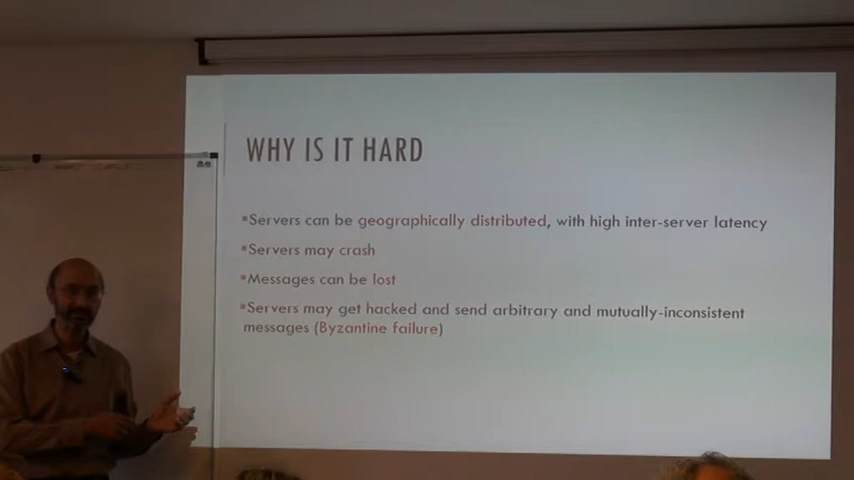 WHY IS IT HARD
▪Servers can be geographically distributed, with high inter-server latency
▪Servers may crash
▪Messages can be lost
▪Servers may get hacked and send arbitrary and mutually-inconsistent
messages (Byzantine failure)